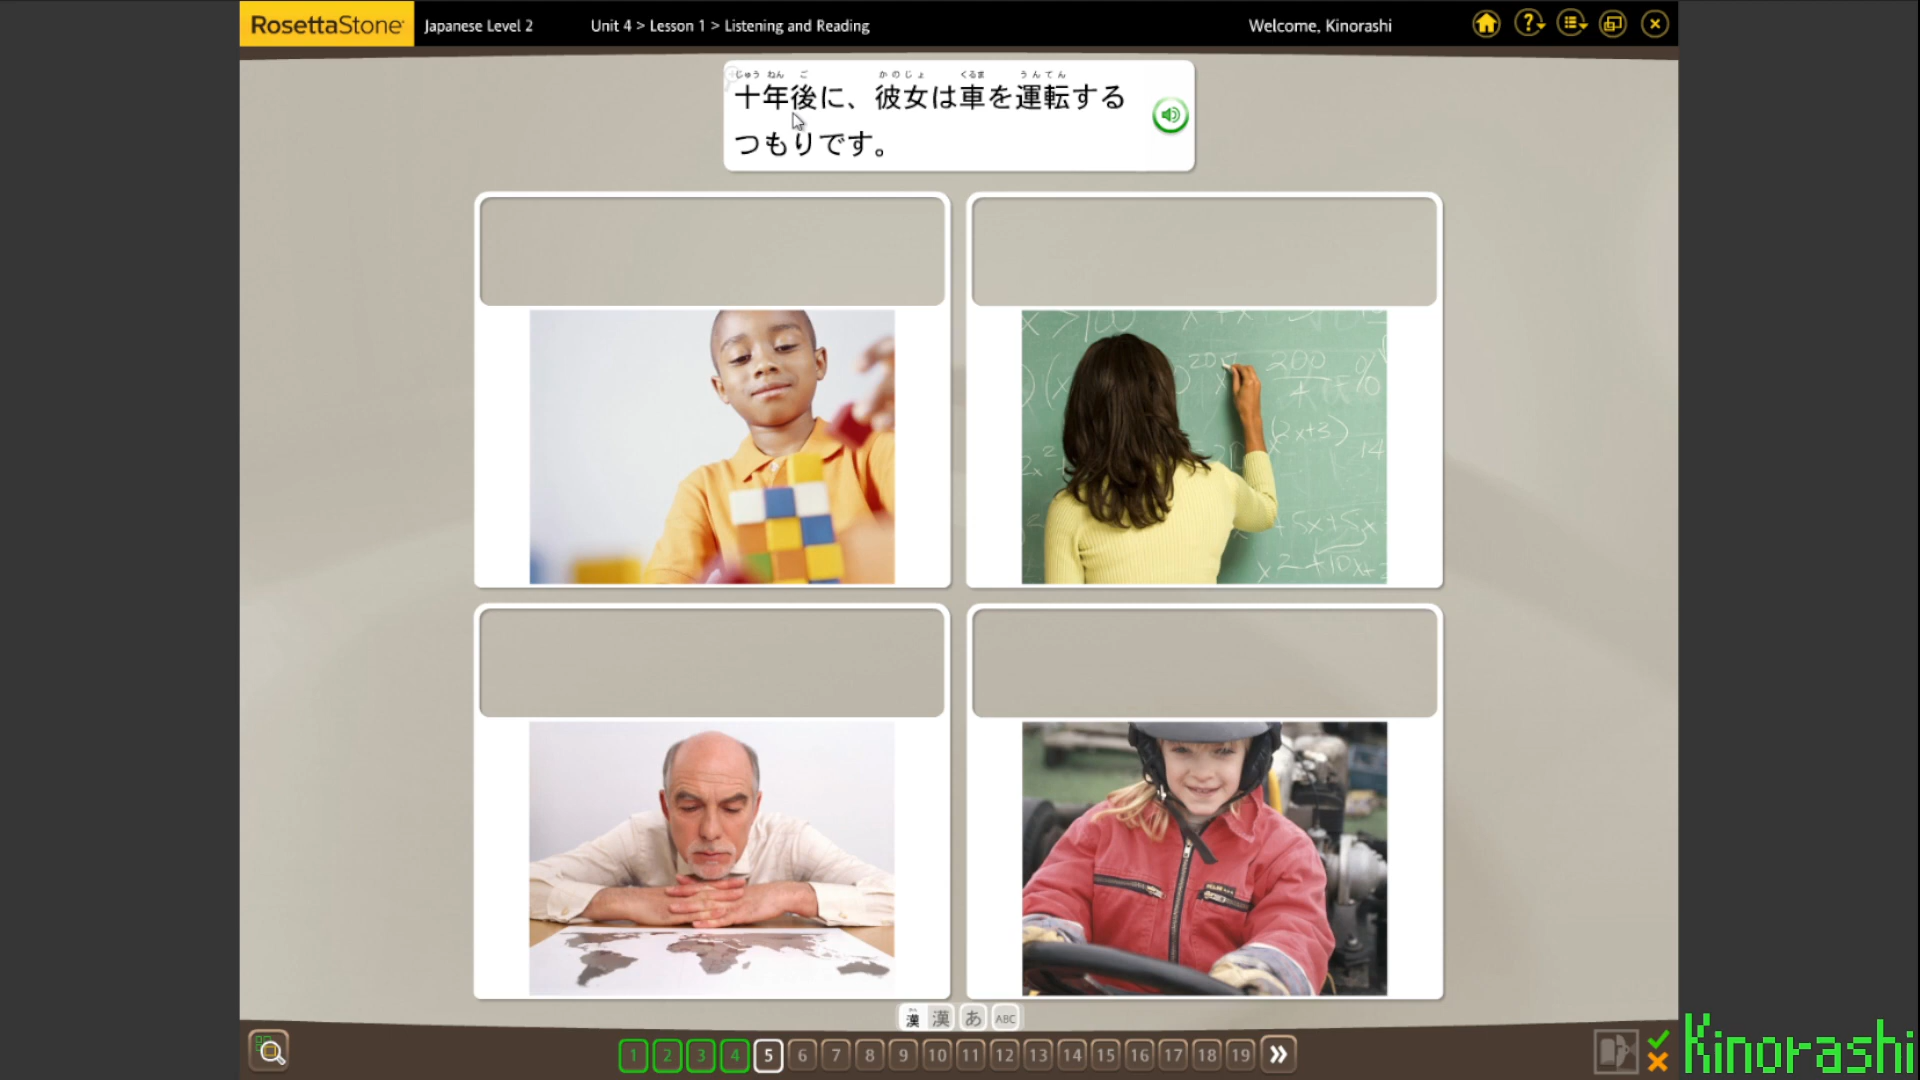 RosettaStone
Japanese Level 2
Unit 4 > Lesson 1 > Listening and Reading
Welcome, Kinorashi
じゅう ねん ご かのじょ くるま うんてん
十年後に、彼女は車を運転する
つもりです。
漢 漢 あ ABC
1 2 3 4 5 6 7 8 9 10 11 12 13 14 15 16 17 18 19
Kinorashi